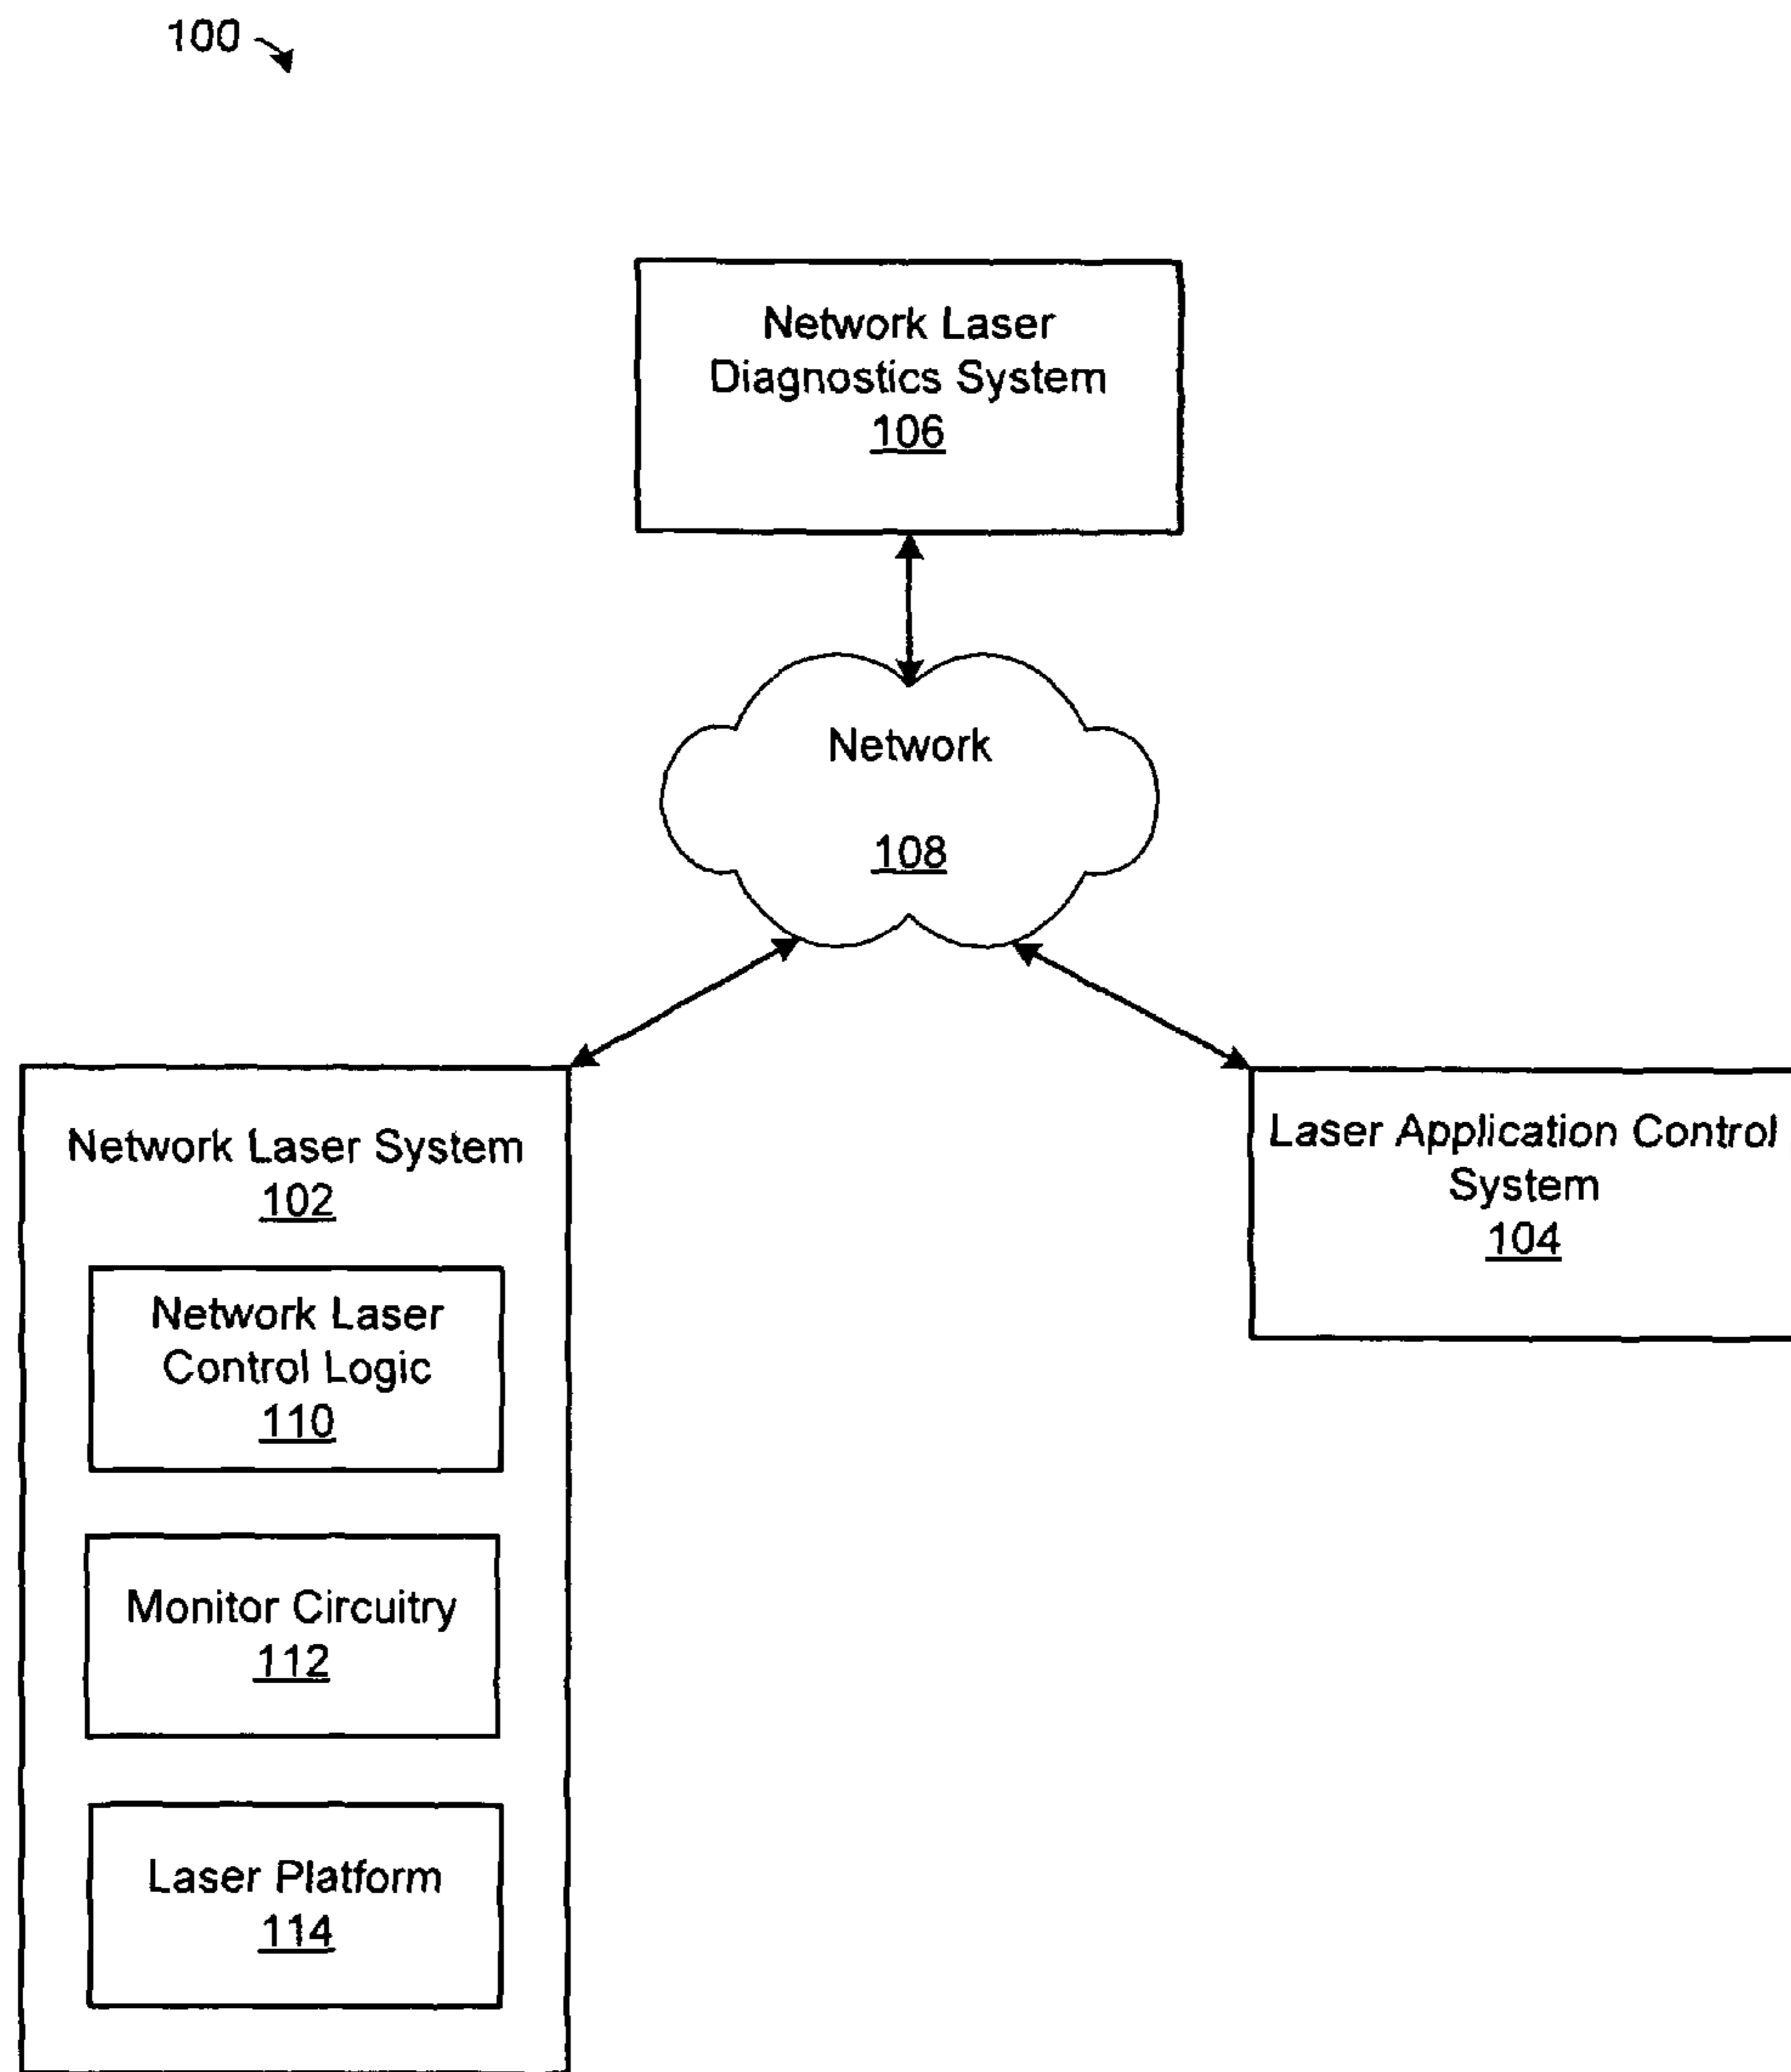 100
Network Laser
Diagnostics System
106
Network
108
Network Laser System
102
Network Laser
Control Logic
110
Monitor Circuitry
112
Laser Platform
114
Laser Application Control
System
104